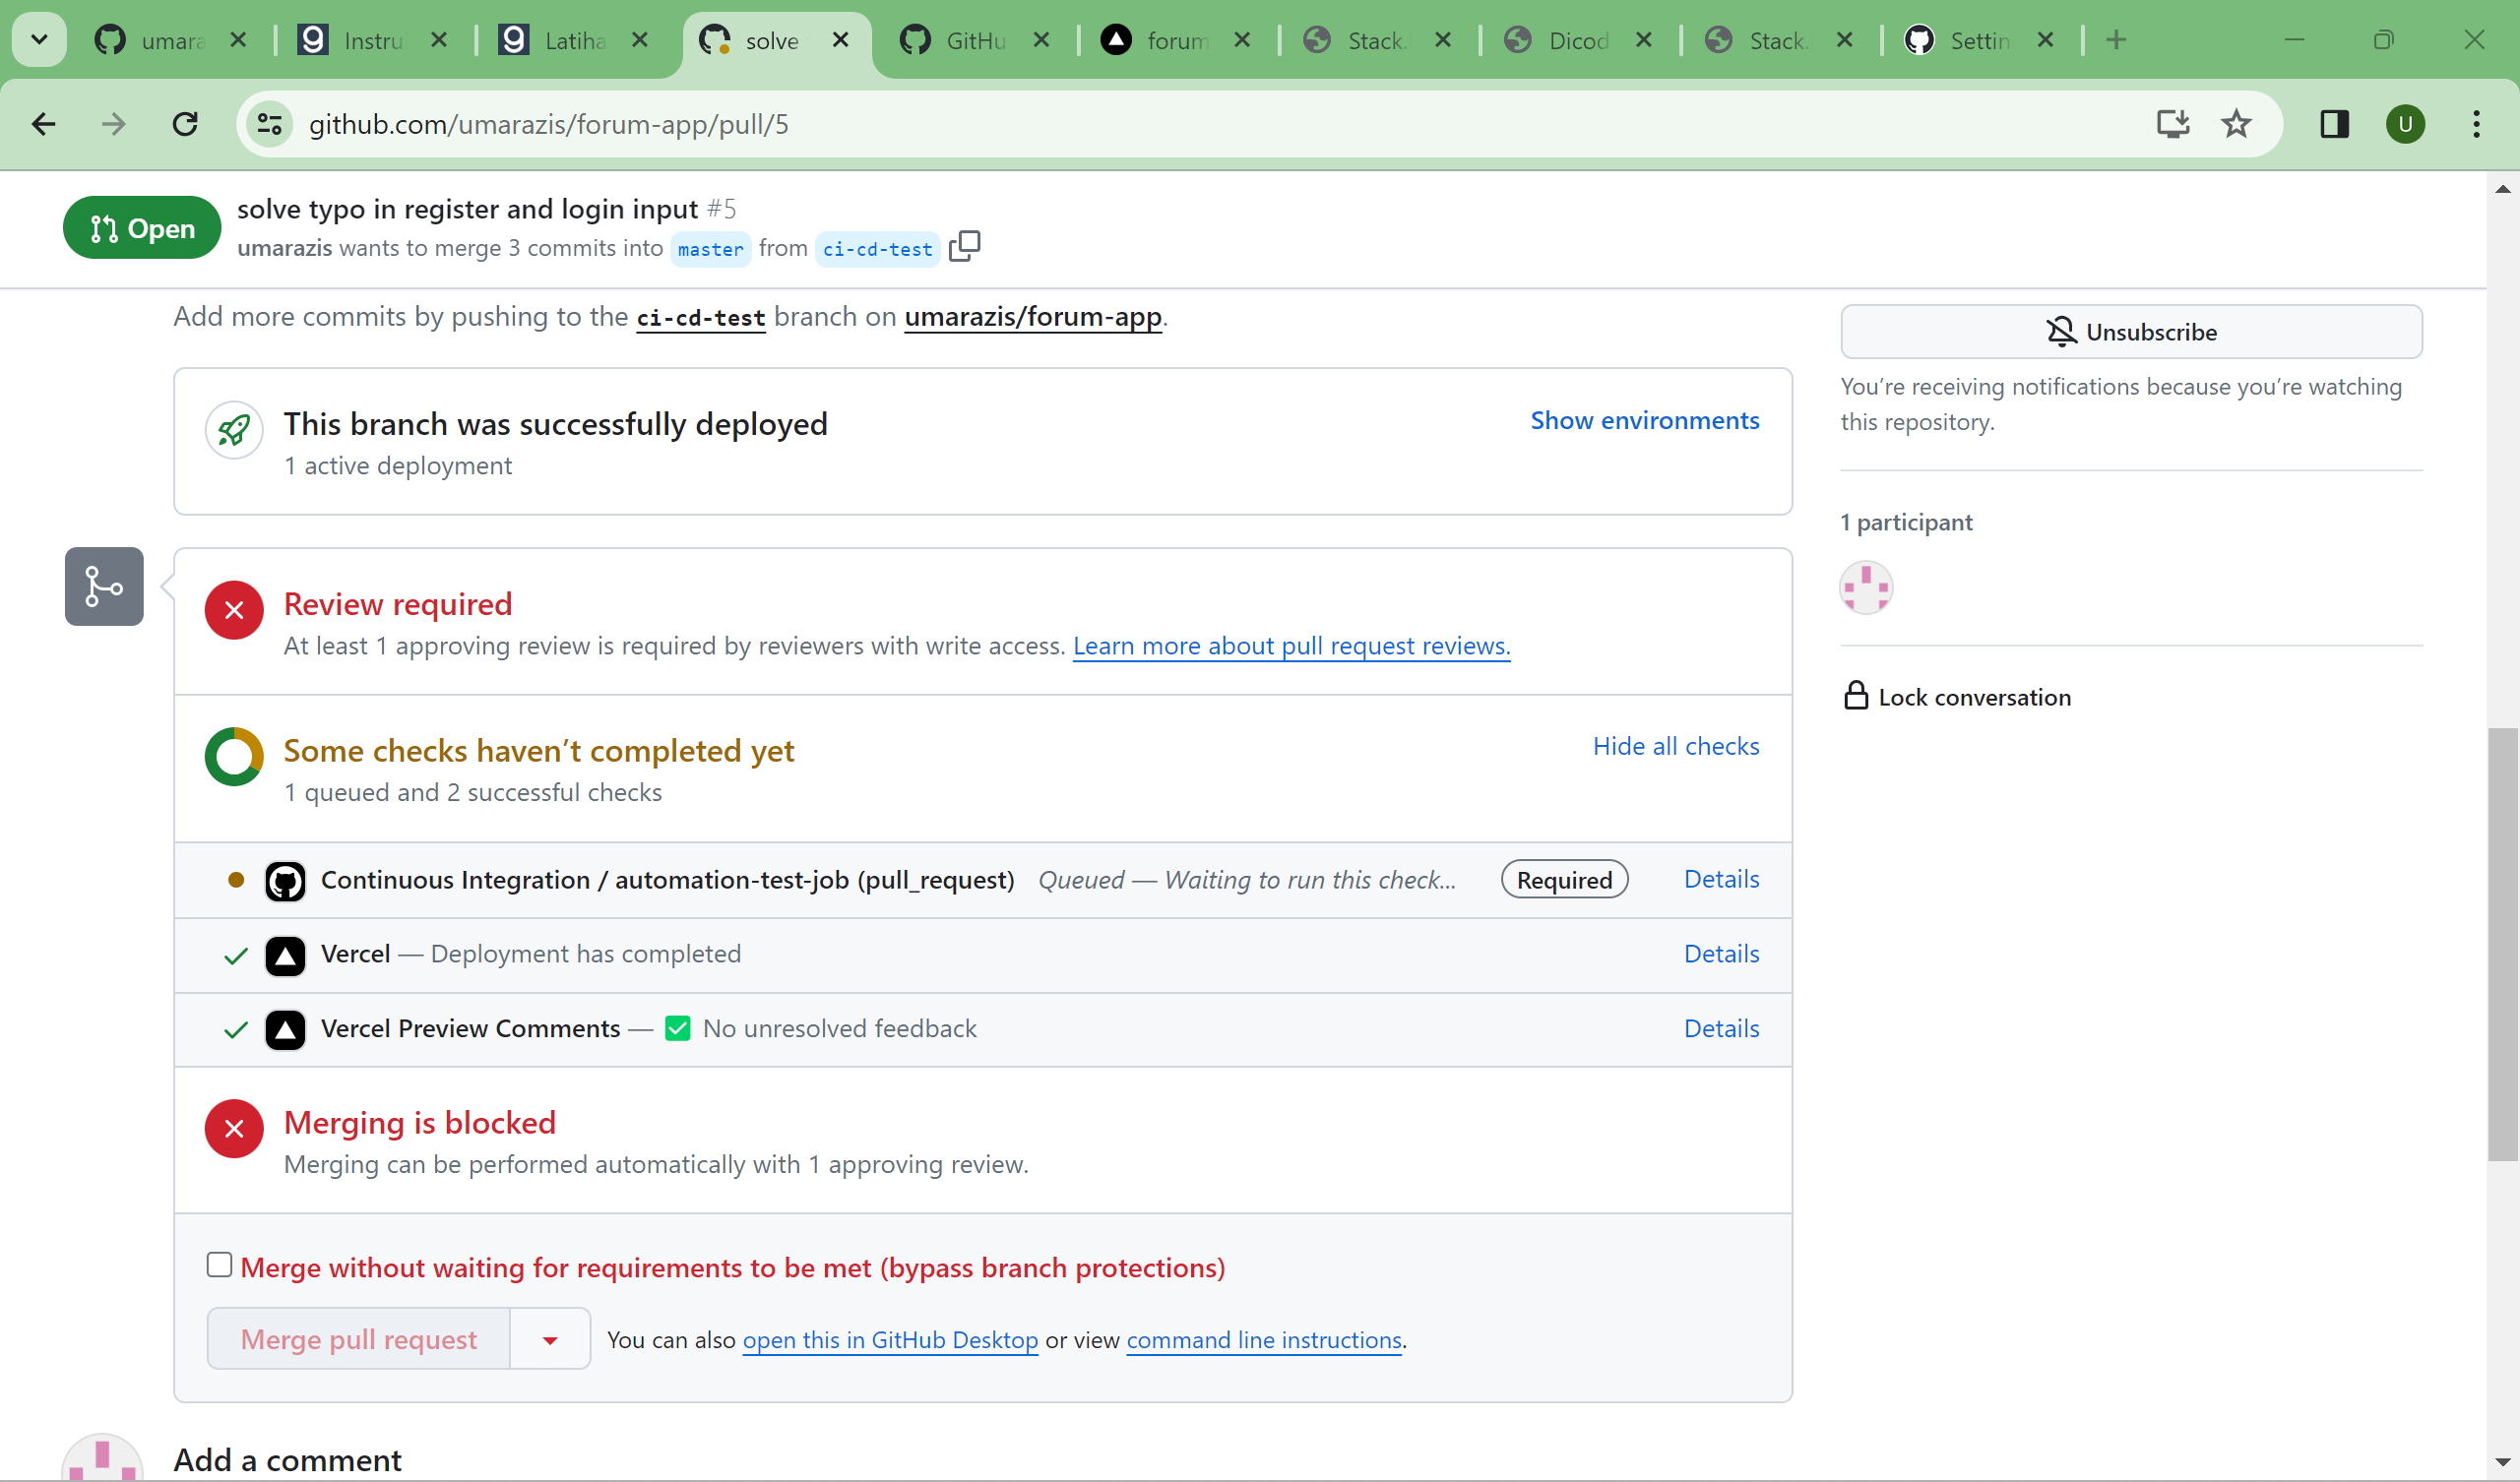 umara
Instru
Latiha
solve
GitHu
forum
Stack.
Dicod
Stack.
Settin
github.com/umarazis/forum-app/pull/5
U
Open
solve typo in register and login input #5
umarazis wants to merge 3 commits into master from ci-cd-test
Add more commits by pushing to the ci-cd-test branch on umarazis/forum-app.
This branch was successfully deployed
Show environments
1 active deployment
Unsubscribe
You’re receiving notifications because you’re watching
this repository.
1 participant
Lock conversation
Review required
At least 1 approving review is required by reviewers with write access. Learn more about pull request reviews.
Some checks haven’t completed yet
Hide all checks
1 queued and 2 successful checks
Continuous Integration / automation-test-job (pull_request) Queued — Waiting to run this check... Required Details
Vercel — Deployment has completed Details
Vercel Preview Comments — ✅ No unresolved feedback Details
Merging is blocked
Merging can be performed automatically with 1 approving review.
Merge without waiting for requirements to be met (bypass branch protections)
Merge pull request
You can also open this in GitHub Desktop or view command line instructions.
Add a comment